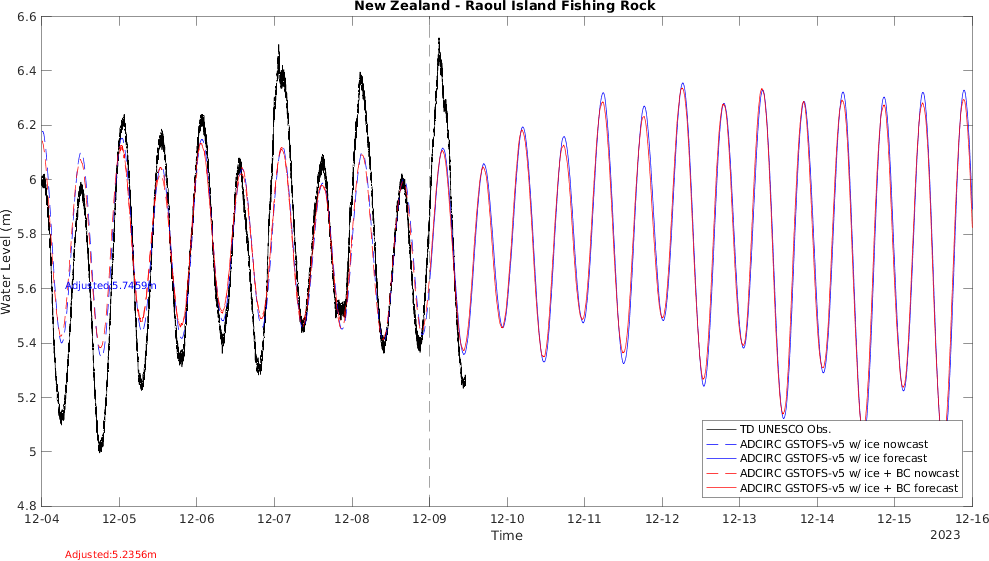 New Zealand - Raoul Island Fishing Rock
6.6
6.4
6.2
6
5.8
5.6
5.4
5.2
5
4.8
Water Level (m)
Adjusted:5.7459m
TD UNESCO Obs.
ADCIRC GSTOFS-v5 w/ ice nowcast
ADCIRC GSTOFS-v5 w/ ice forecast
ADCIRC GSTOFS-v5 w/ ice + BC nowcast
ADCIRC GSTOFS-v5 w/ ice + BC forecast
12-04 12-05 12-06 12-07 12-08 12-09 12-10 12-11 12-12 12-13 12-14 12-15 12-16
Time
2023
Adjusted:5.2356m